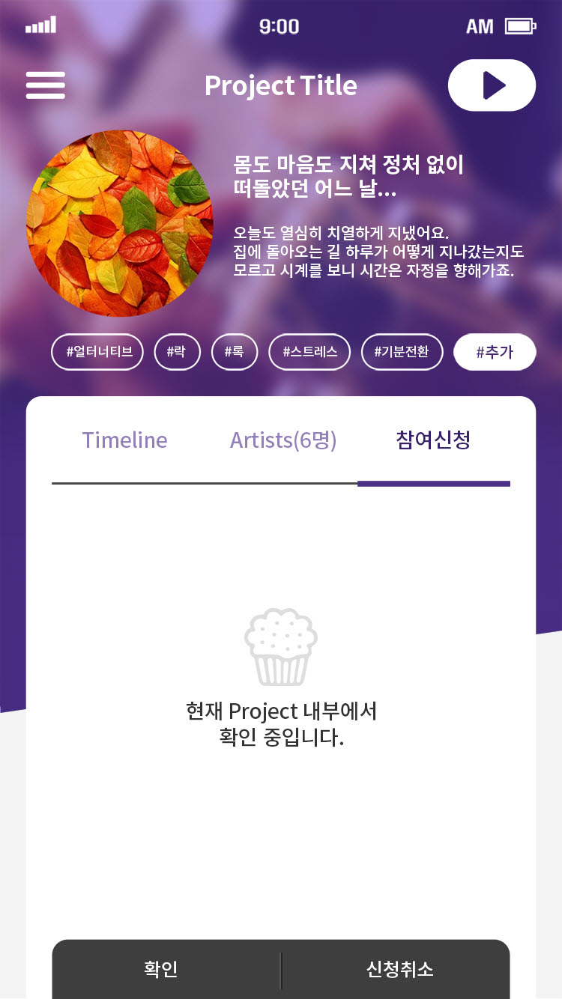 9:00
AM
Project Title
몸도 마음도 지쳐 정처 없이
떠돌았던 어느 날...
오늘도 열심히 치열하게 지냈어요.
집에 돌아오는 길 하루가 어떻게 지나갔는지도
모르고 시계를 보니 시간은 자정을 향해가죠.
#얼터너티브
#락
#록
#스트레스
#기분전환
#추가
Timeline
Artists(6명)
참여신청
현재 Project 내부에서
확인 중입니다.
확인
신청취소